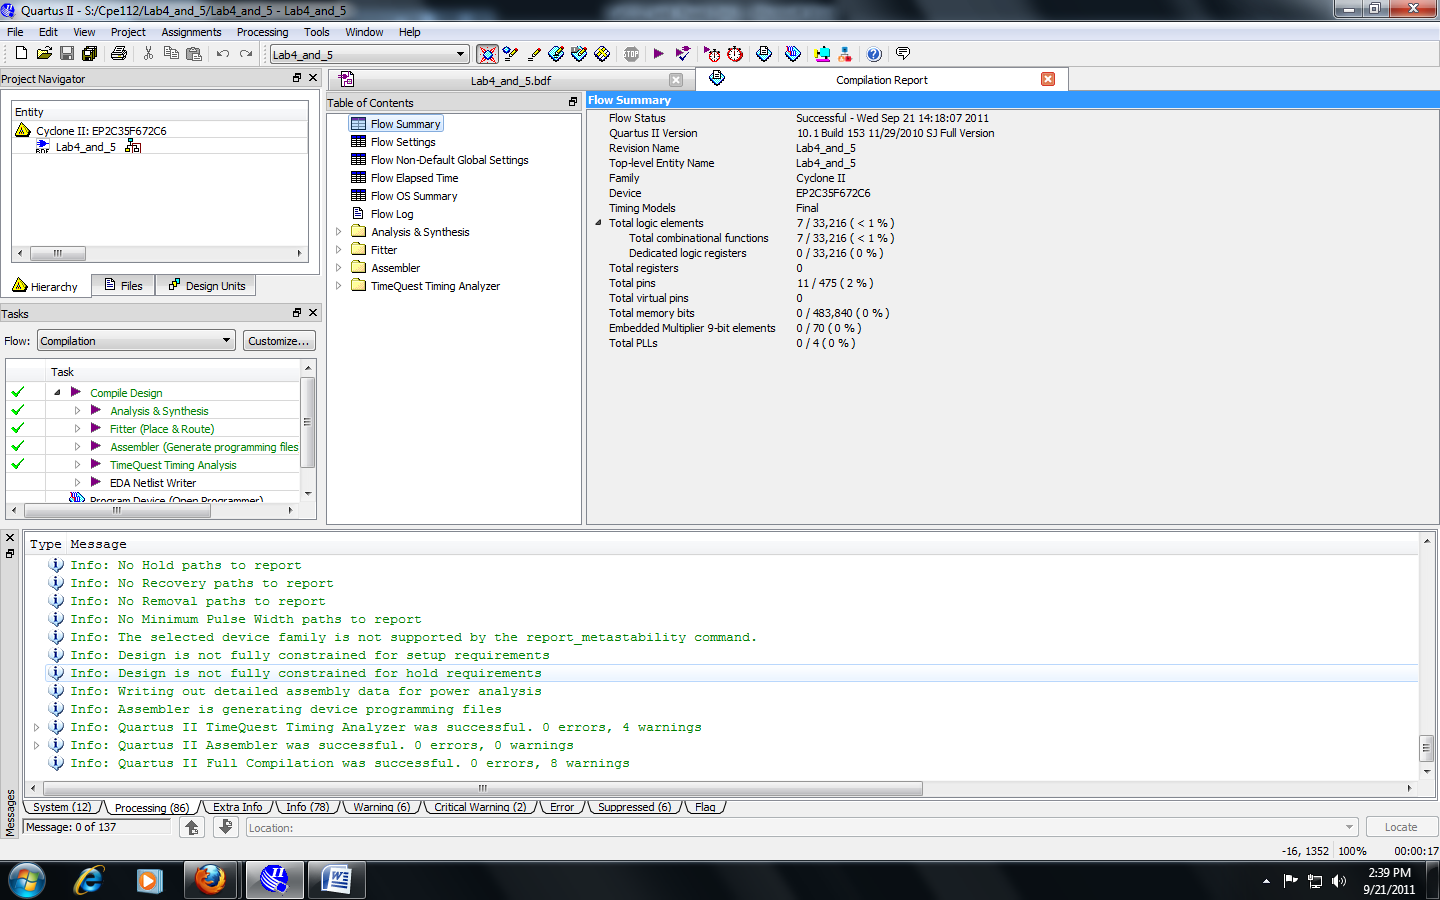 Quartus II - S:/Cpe112/Lab4_and_5/Lab4_and_5 - Lab4_and_5
File Edit View Project Assignments Processing Tools Window Help
Lab4_and_5
STOP
Project Navigator
Entity
Cyclone II: EP2C35F672C6
Lab4_and_5
Hierarchy Files Design Units
Tasks
Flow: Compilation Customize...
Task
Compile Design
Analysis & Synthesis
Fitter (Place & Route)
Assembler (Generate programming files
TimeQuest Timing Analysis
EDA Netlist Writer
Program Device (Open Programmer)
Lab4_and_5.bdf
Compilation Report
Table of Contents
Flow Summary
Flow Settings
Flow Non-Default Global Settings
Flow Elapsed Time
Flow OS Summary
Flow Log
Analysis & Synthesis
Fitter
Assembler
TimeQuest Timing Analyzer
Flow Summary
Flow Status Successful - Wed Sep 21 14:18:07 2011
Quartus II Version 10.1 Build 153 11/29/2010 SJ Full Version
Revision Name Lab4_and_5
Top-level Entity Name Lab4_and_5
Family Cyclone II
Device EP2C35F672C6
Timing Models Final
Total logic elements 7 / 33,216 ( < 1 % )
Total combinational functions 7 / 33,216 ( < 1 % )
Dedicated logic registers 0 / 33,216 ( 0 % )
Total registers 0
Total pins 11 / 475 ( 2 % )
Total virtual pins 0
Total memory bits 0 / 483,840 ( 0 % )
Embedded Multiplier 9-bit elements 0 / 70 ( 0 % )
Total PLLs 0 / 4 ( 0 % )
Type Message
Info: No Hold paths to report
Info: No Recovery paths to report
Info: No Removal paths to report
Info: No Minimum Pulse Width paths to report
Info: The selected device family is not supported by the report_metastability command.
Info: Design is not fully constrained for setup requirements
Info: Design is not fully constrained for hold requirements
Info: Writing out detailed assembly data for power analysis
Info: Assembler is generating device programming files
Info: Quartus II TimeQuest Timing Analyzer was successful. 0 errors, 4 warnings
Info: Quartus II Assembler was successful. 0 errors, 0 warnings
Info: Quartus II Full Compilation was successful. 0 errors, 8 warnings
System (12) Processing (86) Extra Info Info (78) Warning (6) Critical Warning (2) Error Suppressed (6) Flag
Messages
Message: 0 of 137 Location: Locate
-16, 1352 100% 00:00:17
2:39 PM
9/21/2011